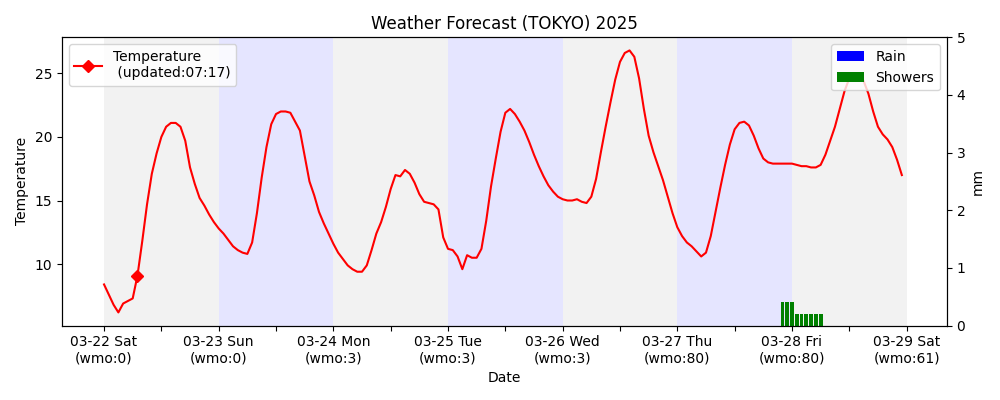 Weather Forecast (TOKYO) 2025
Temperature
(updated:07:17)
Rain
Showers
Temperature
25
20
15
10
5
4
3
2
1
0
mm
03-22 Sat
(wmo:0)
03-23 Sun
(wmo:0)
03-24 Mon
(wmo:3)
03-25 Tue
(wmo:3)
03-26 Wed
(wmo:3)
03-27 Thu
(wmo:80)
03-28 Fri
(wmo:80)
03-29 Sat
(wmo:61)
Date